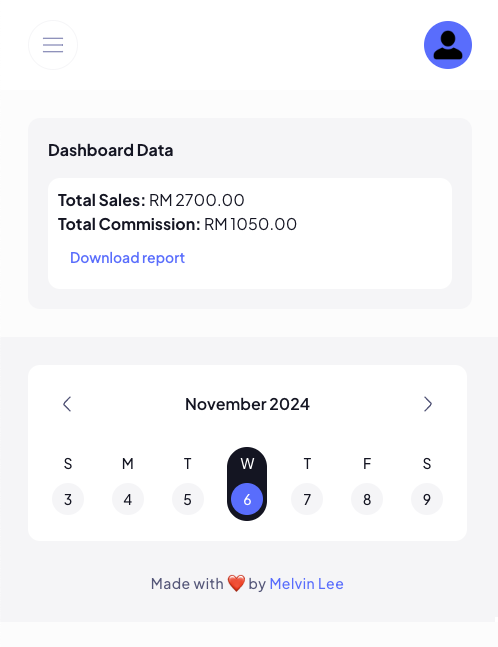 Dashboard Data
Total Sales: RM 2700.00
Total Commission: RM 1050.00
Download report
November 2024
S M T W T F S
3 4 5 6 7 8 9
Made with ❤️ by Melvin Lee